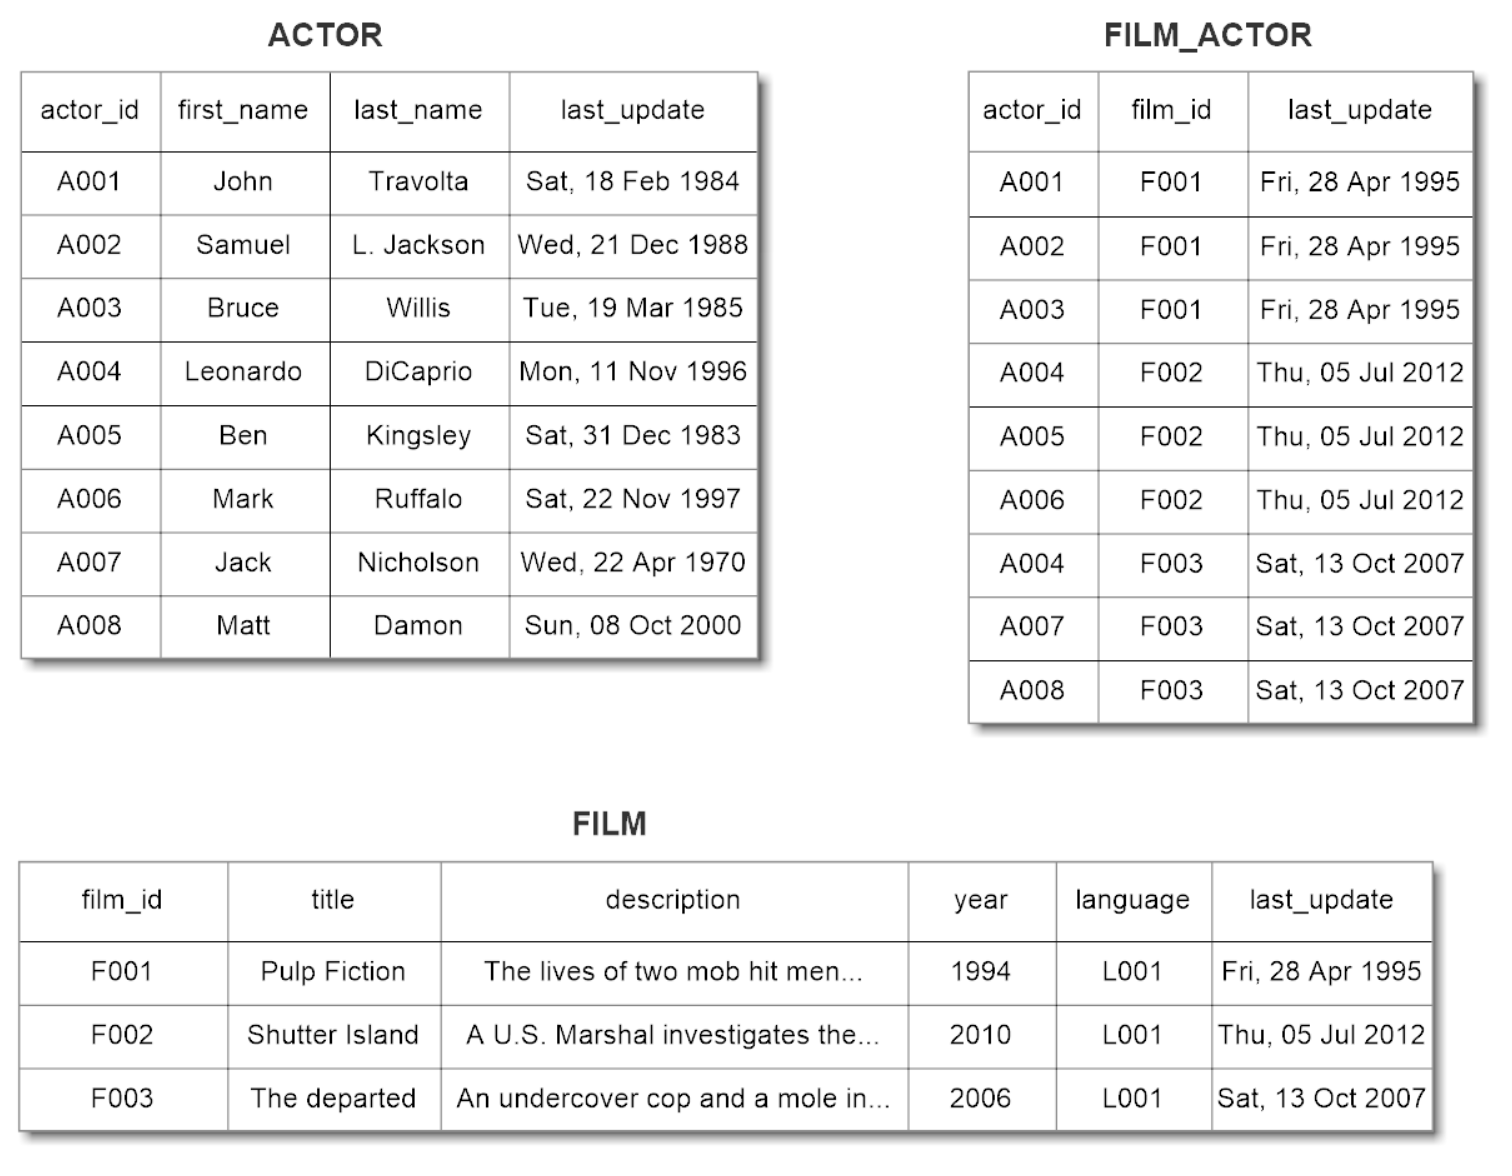 ACTOR
actor_id first_name last_name last_update
A001 John Travolta Sat, 18 Feb 1984
A002 Samuel L. Jackson Wed, 21 Dec 1988
A003 Bruce Willis Tue, 19 Mar 1985
A004 Leonardo DiCaprio Mon, 11 Nov 1996
A005 Ben Kingsley Sat, 31 Dec 1983
A006 Mark Ruffalo Sat, 22 Nov 1997
A007 Jack Nicholson Wed, 22 Apr 1970
A008 Matt Damon Sun, 08 Oct 2000
FILM_ACTOR
actor_id film_id last_update
A001 F001 Fri, 28 Apr 1995
A002 F001 Fri, 28 Apr 1995
A003 F001 Fri, 28 Apr 1995
A004 F002 Thu, 05 Jul 2012
A005 F002 Thu, 05 Jul 2012
A006 F002 Thu, 05 Jul 2012
A004 F003 Sat, 13 Oct 2007
A007 F003 Sat, 13 Oct 2007
A008 F003 Sat, 13 Oct 2007
FILM
film_id title description year language last_update
F001 Pulp Fiction The lives of two mob hit men... 1994 L001 Fri, 28 Apr 1995
F002 Shutter Island A U.S. Marshal investigates the... 2010 L001 Thu, 05 Jul 2012
F003 The departed An undercover cop and a mole in... 2006 L001 Sat, 13 Oct 2007